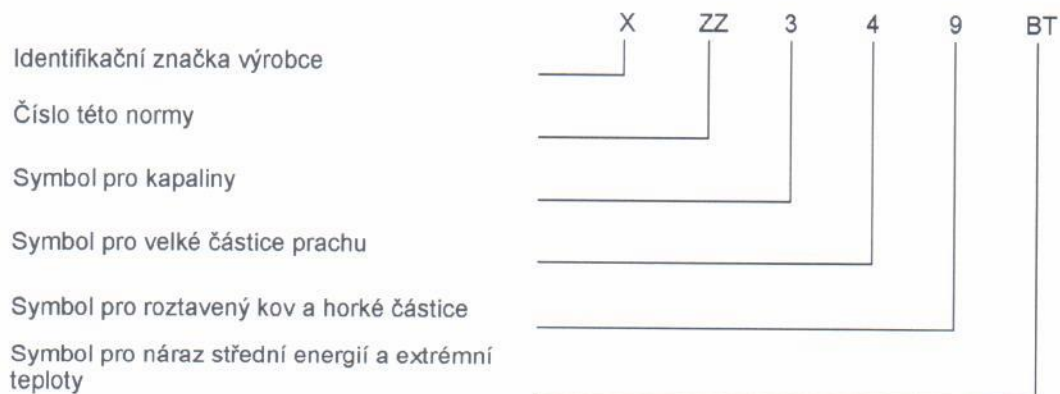 X ZZ 3 4 9 BT
Identifikační značka výrobce
Číslo této normy
Symbol pro kapaliny
Symbol pro velké částice prachu
Symbol pro roztavený kov a horké částice
Symbol pro náraz střední energií a extrémní
teploty